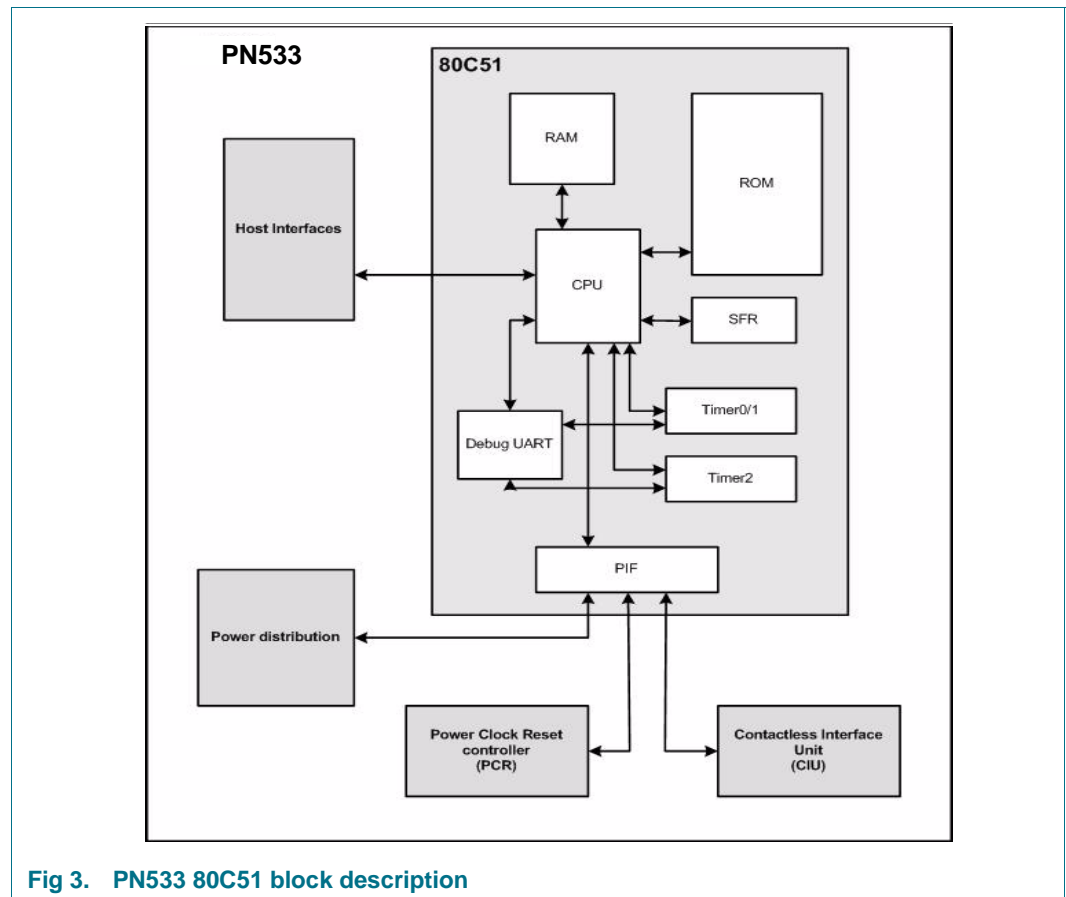 PN533
80C51
RAM
ROM
Host Interfaces
CPU
SFR
Timer0/1
Debug UART
Timer2
PIF
Power distribution
Power Clock Reset
controller
(PCR)
Contactless Interface
Unit
(CIU)
Fig 3. PN533 80C51 block description